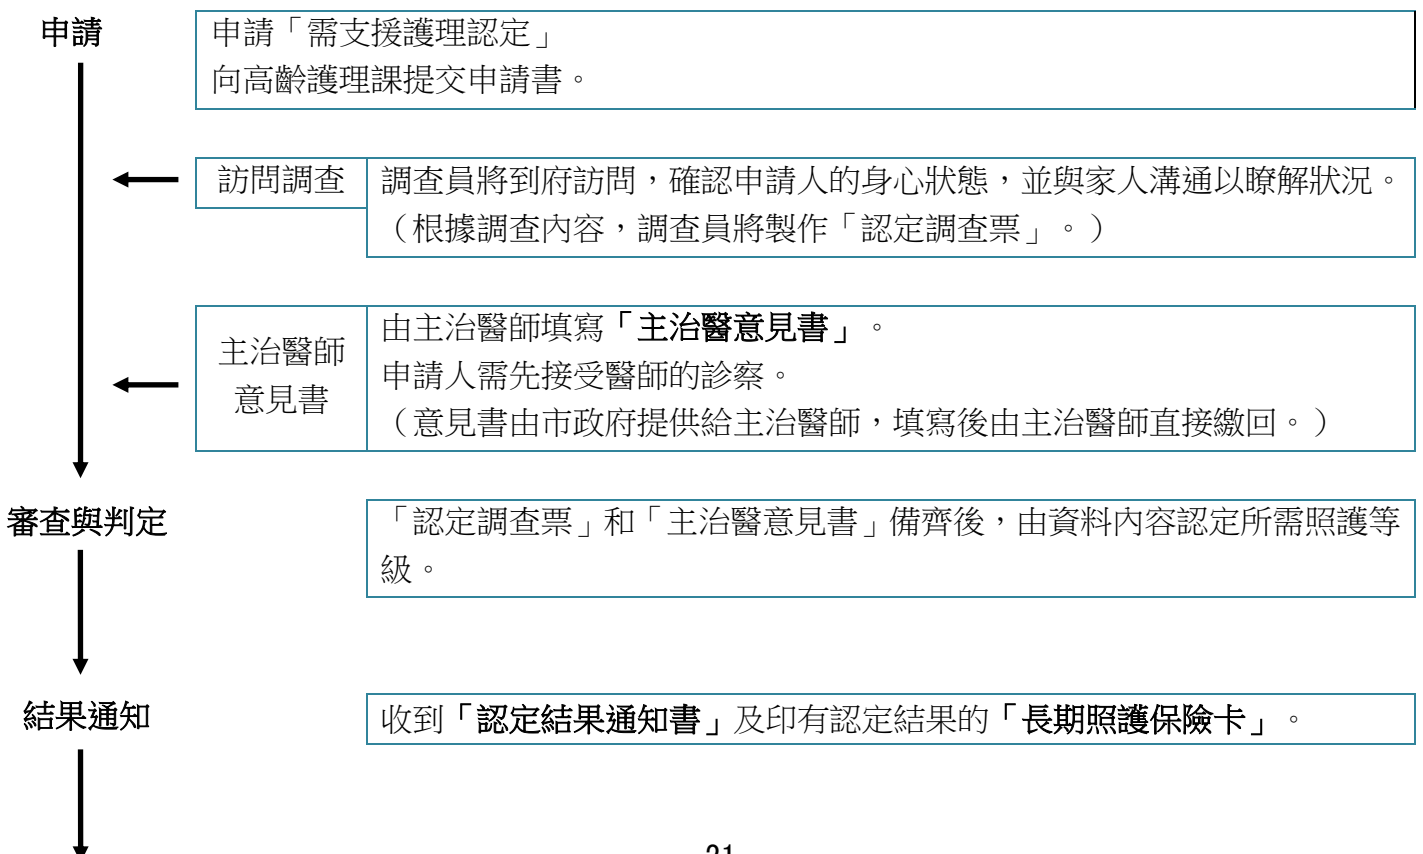 申請
申請「需支援護理認定」
向高齡護理課提交申請書。
訪問調查
調查員將到府訪問，確認申請人的身心狀態，並與家人溝通以瞭解狀況。
（根據調查內容，調查員將製作「認定調查票」。）
主治醫師
意見書
由主治醫師填寫「主治醫意見書」。
申請人需先接受醫師的診察。
（意見書由市政府提供給主治醫師，填寫後由主治醫師直接繳回。）
審查與判定
「認定調查票」和「主治醫意見書」備齊後，由資料內容認定所需照護等
級。
結果通知
收到「認定結果通知書」及印有認定結果的「長期照護保險卡」。